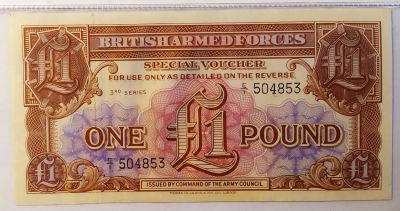 BRITISH ARMED FORCES
SPECIAL VOUCHER
FOR USE ONLY AS DETAILED ON THE REVERSE
3RD SERIES
C/1 504853
£1
£1
ONE £1 POUND
C/1 504853
£1
£1
ISSUED BY COMMAND OF THE ARMY COUNCIL